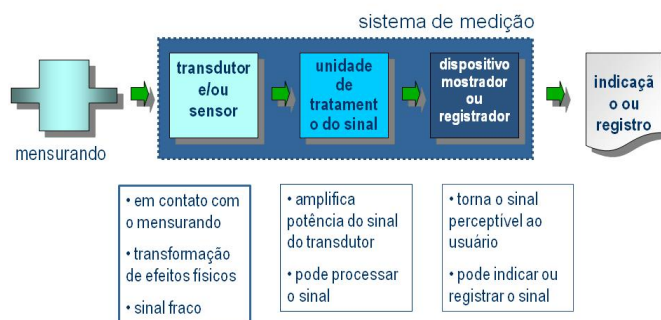 sistema de medição
mensurando
transdutor
e/ou
sensor
unidade
de
tratament
o do sinal
dispositivo
mostrador
ou
registrador
indicaçã
o ou
registro
• em contato com
o mensurando
• transformação
de efeitos físicos
• sinal fraco
• amplifica
potência do sinal
do transdutor
• pode processar
o sinal
• torna o sinal
perceptível ao
usuário
• pode indicar ou
registrar o sinal